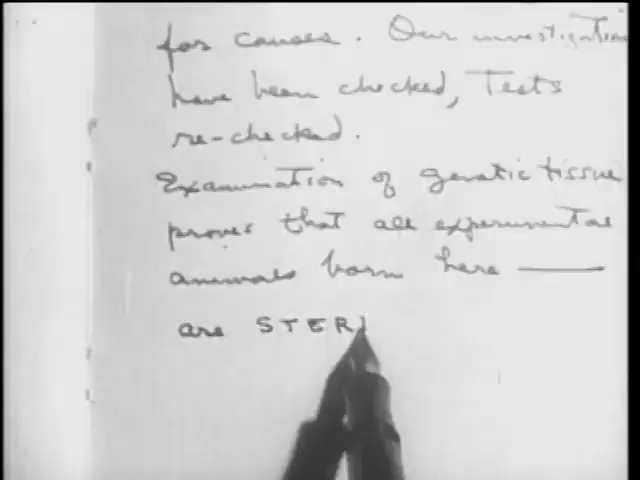 for causes. Our investigations
have been checked, Tests
re-checked.
Examination of genetic tissue
proves that all experimental
animals born here ———
are STERI